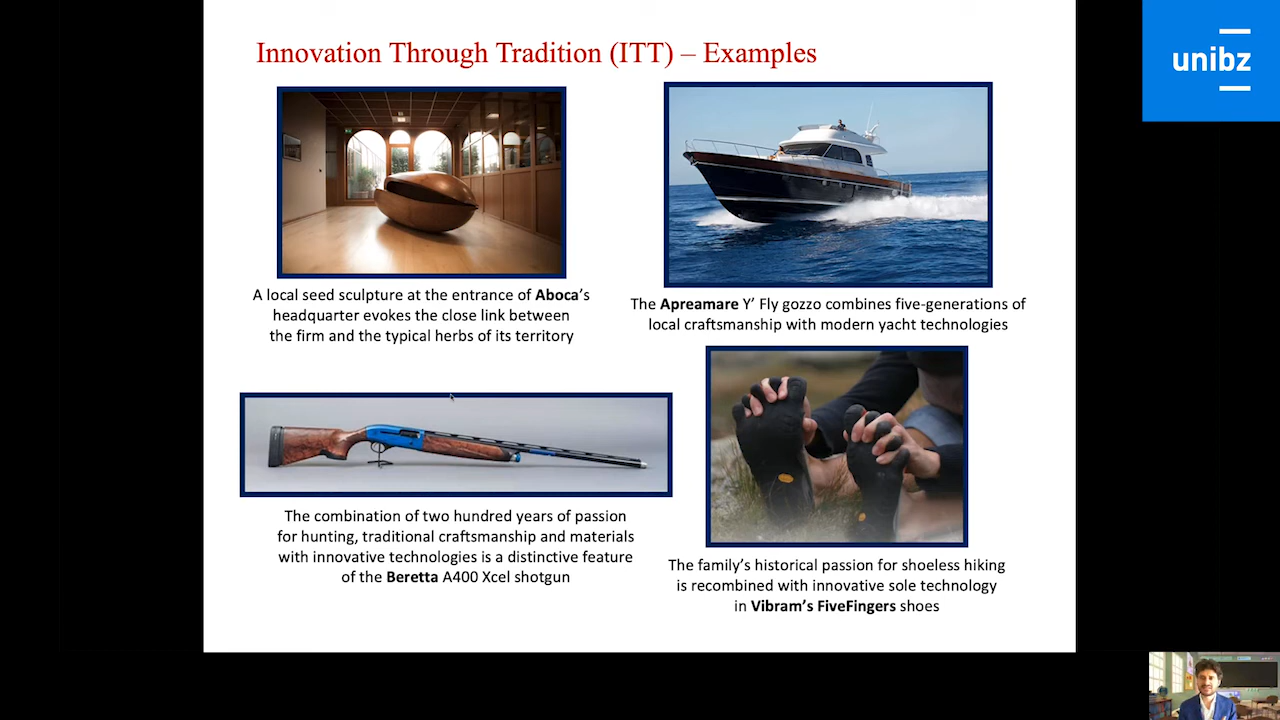 Innovation Through Tradition (ITT) – Examples
unibz
A local seed sculpture at the entrance of Aboca's
headquarter evokes the close link between
the firm and the typical herbs of its territory
The Apreamare Y' Fly gozzo combines five-generations of
local craftsmanship with modern yacht technologies
The combination of two hundred years of passion
for hunting, traditional craftsmanship and materials
with innovative technologies is a distinctive feature
of the Beretta A400 Xcel shotgun
The family's historical passion for shoeless hiking
is recombined with innovative sole technology
in Vibram's FiveFingers shoes